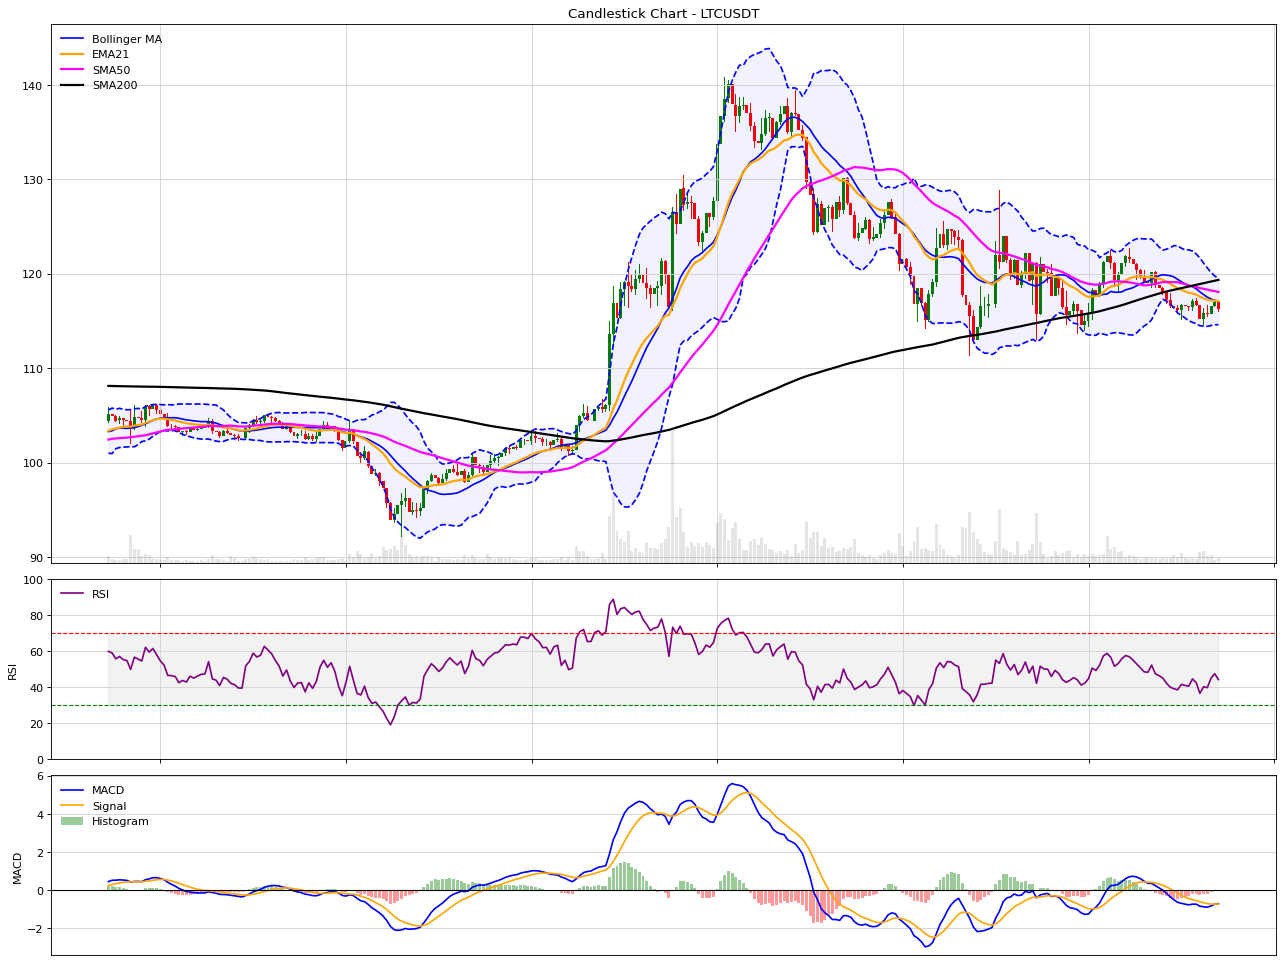 Candlestick Chart - LTCUSDT
Bollinger MA
EMA21
SMA50
SMA200
140
130
120
110
100
90
100
RSI
80
60
RSI
40
20
0
6
MACD
Signal
4
Histogram
2
MACD
0
−2